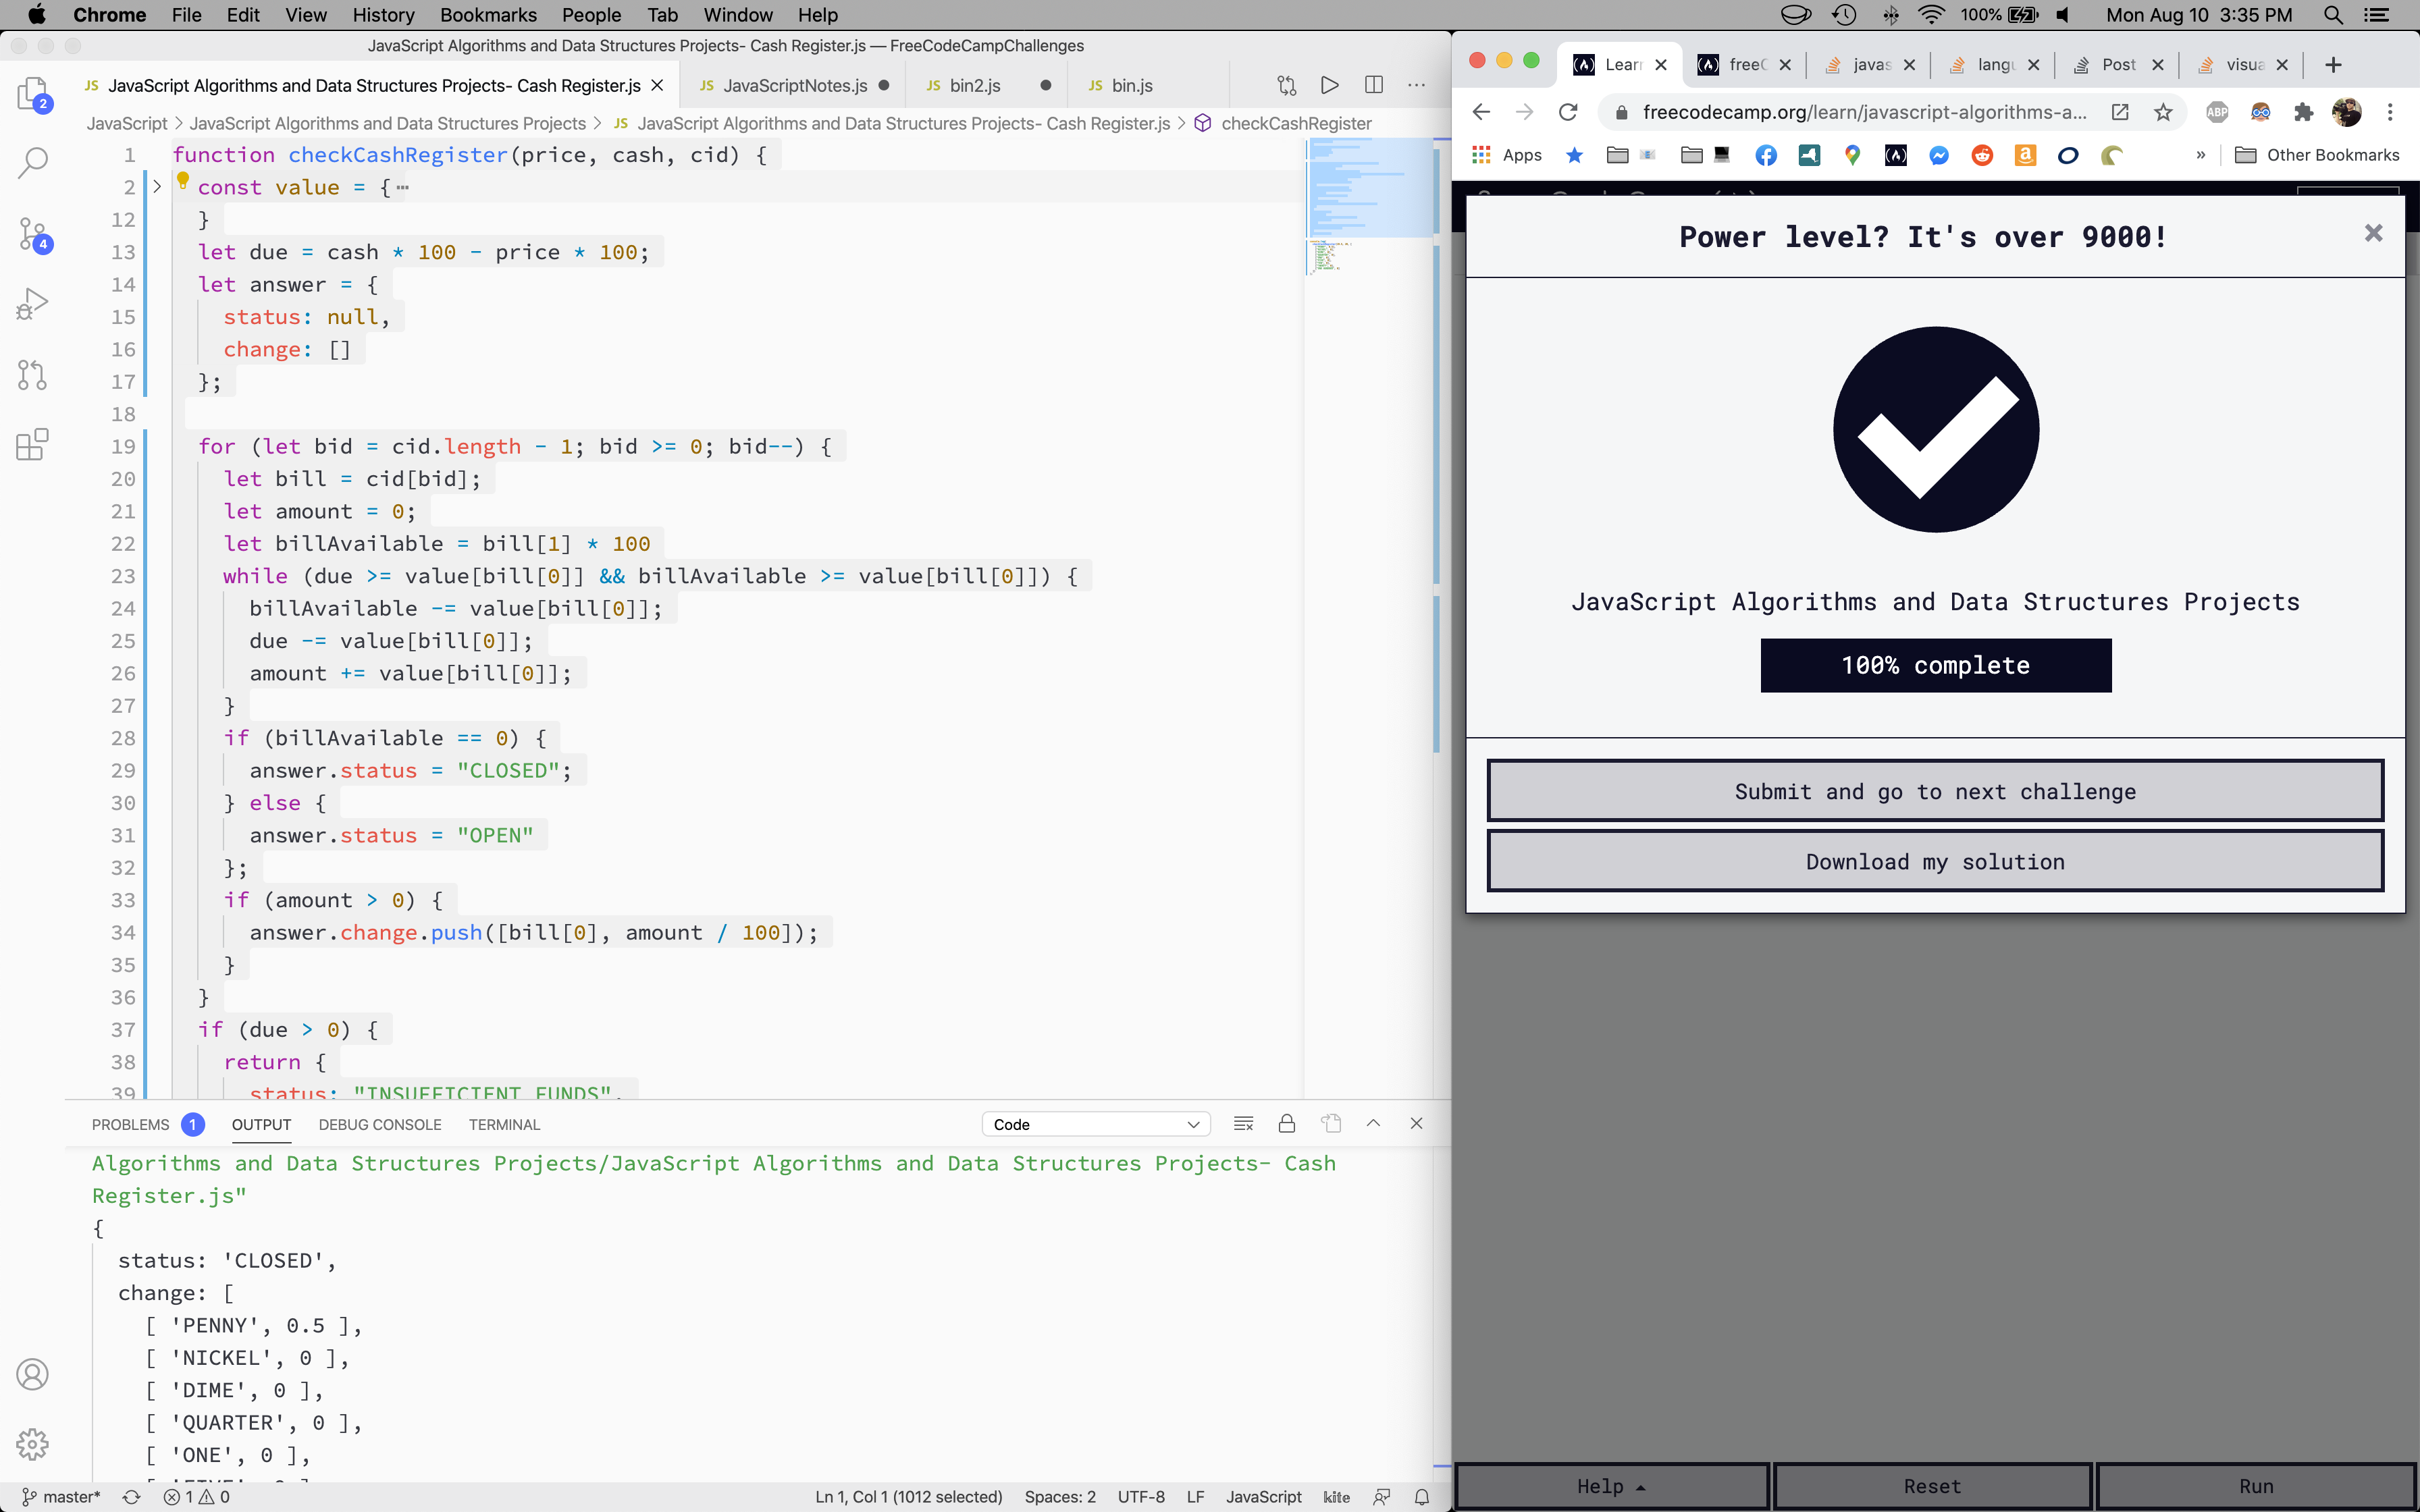 Chrome File Edit View History Bookmarks People Tab Window Help 100% Mon Aug 10 3:35 PM
JavaScript Algorithms and Data Structures Projects- Cash Register.js — FreeCodeCampChallenges
JS JavaScript Algorithms and Data Structures Projects- Cash Register.js JS JavaScriptNotes.js JS bin2.js JS bin.js
JavaScript > JavaScript Algorithms and Data Structures Projects > JS JavaScript Algorithms and Data Structures Projects- Cash Register.js > checkCashRegister
2
4
1 function checkCashRegister(price, cash, cid) {
2 const value = {⋯
12 }
13 let due = cash * 100 - price * 100;
14 let answer = {
15 status: null,
16 change: []
17 };
18
19 for (let bid = cid.length - 1; bid >= 0; bid--) {
20 let bill = cid[bid];
21 let amount = 0;
22 let billAvailable = bill[1] * 100
23 while (due >= value[bill[0]] && billAvailable >= value[bill[0]]) {
24 billAvailable -= value[bill[0]];
25 due -= value[bill[0]];
26 amount += value[bill[0]];
27 }
28 if (billAvailable == 0) {
29 answer.status = "CLOSED";
30 } else {
31 answer.status = "OPEN"
32 };
33 if (amount > 0) {
34 answer.change.push([bill[0], amount / 100]);
35 }
36 }
37 if (due > 0) {
38 return {
39 status: "INSUFFICIENT_FUNDS",
PROBLEMS 1 OUTPUT DEBUG CONSOLE TERMINAL Code
Algorithms and Data Structures Projects/JavaScript Algorithms and Data Structures Projects- Cash
Register.js"
{
status: 'CLOSED',
change: [
[ 'PENNY', 0.5 ],
[ 'NICKEL', 0 ],
[ 'DIME', 0 ],
[ 'QUARTER', 0 ],
[ 'ONE', 0 ],
master* 1 0 Ln 1, Col 1 (1012 selected) Spaces: 2 UTF-8 LF JavaScript kite
Learn freeC javas langu Post visua
freecodecamp.org/learn/javascript-algorithms-a... ABP
Apps » Other Bookmarks
Power level? It's over 9000!
JavaScript Algorithms and Data Structures Projects
100% complete
Submit and go to next challenge
Download my solution
Help Reset Run